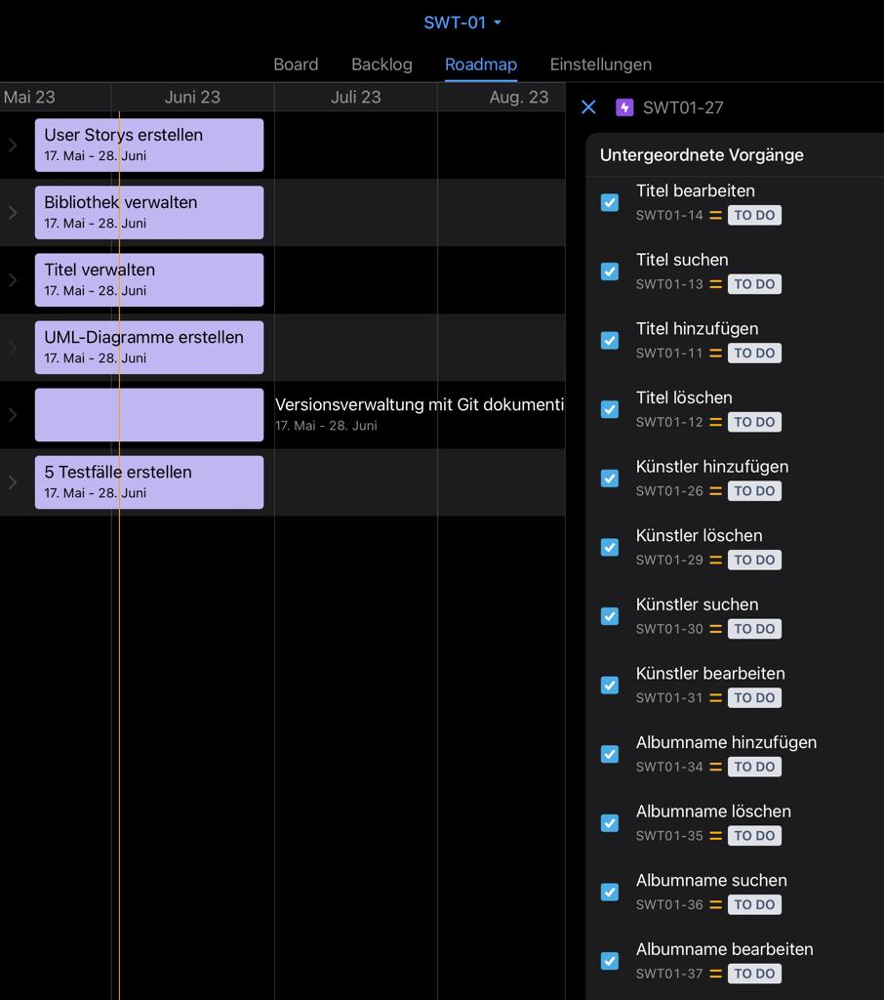 SWT-01
Board Backlog Roadmap Einstellungen
Mai 23 Juni 23 Juli 23 Aug. 23
User Storys erstellen
17. Mai - 28. Juni
Bibliothek verwalten
17. Mai - 28. Juni
Titel verwalten
17. Mai - 28. Juni
UML-Diagramme erstellen
17. Mai - 28. Juni
Versionsverwaltung mit Git dokumenti
17. Mai - 28. Juni
5 Testfälle erstellen
17. Mai - 28. Juni
SWT01-27
Untergeordnete Vorgänge
Titel bearbeiten
SWT01-14 TO DO
Titel suchen
SWT01-13 TO DO
Titel hinzufügen
SWT01-11 TO DO
Titel löschen
SWT01-12 TO DO
Künstler hinzufügen
SWT01-26 TO DO
Künstler löschen
SWT01-29 TO DO
Künstler suchen
SWT01-30 TO DO
Künstler bearbeiten
SWT01-31 TO DO
Albumname hinzufügen
SWT01-34 TO DO
Albumname löschen
SWT01-35 TO DO
Albumname suchen
SWT01-36 TO DO
Albumname bearbeiten
SWT01-37 TO DO